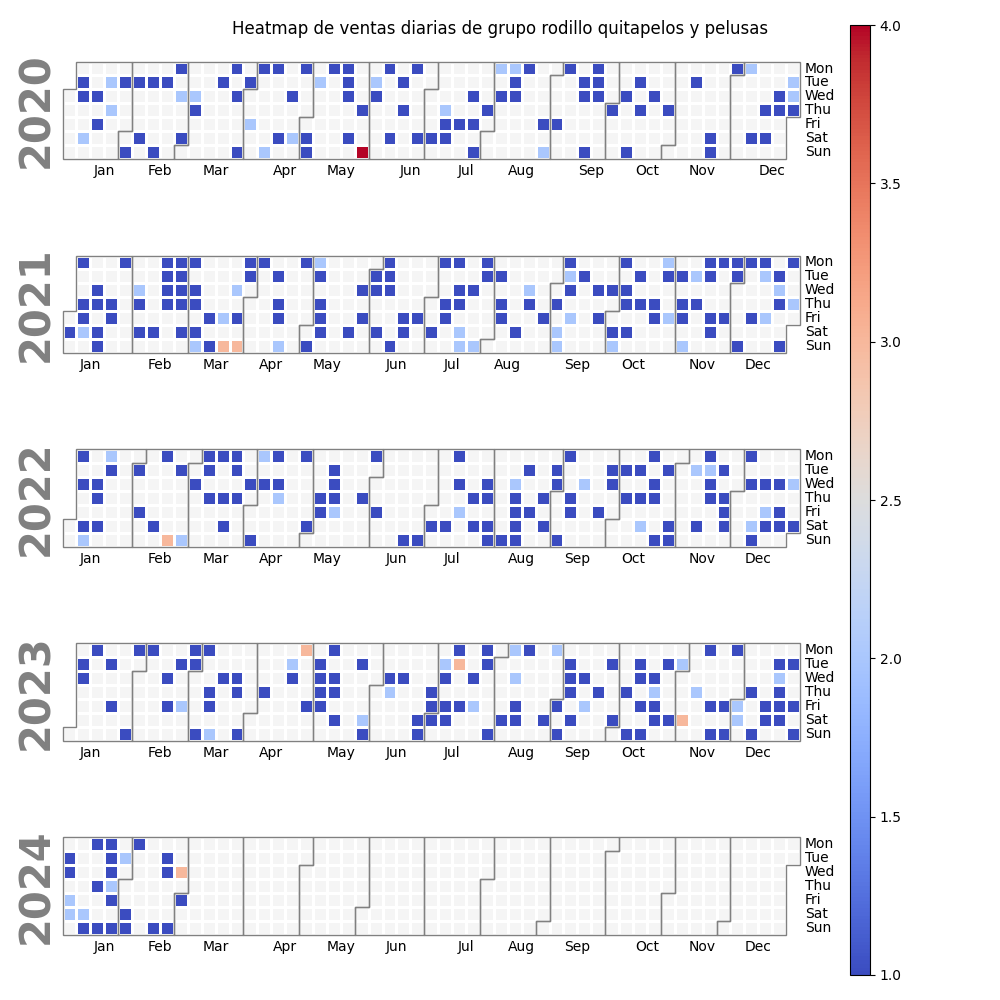 Heatmap de ventas diarias de grupo rodillo quitapelos y pelusas
2020
Mon
Tue
Wed
Thu
Fri
Sat
Sun
Jan Feb Mar Apr May Jun Jul Aug Sep Oct Nov Dec
2021
Mon
Tue
Wed
Thu
Fri
Sat
Sun
Jan Feb Mar Apr May Jun Jul Aug Sep Oct Nov Dec
2022
Mon
Tue
Wed
Thu
Fri
Sat
Sun
Jan Feb Mar Apr May Jun Jul Aug Sep Oct Nov Dec
2023
Mon
Tue
Wed
Thu
Fri
Sat
Sun
Jan Feb Mar Apr May Jun Jul Aug Sep Oct Nov Dec
2024
Mon
Tue
Wed
Thu
Fri
Sat
Sun
Jan Feb Mar Apr May Jun Jul Aug Sep Oct Nov Dec
4.0
3.5
3.0
2.5
2.0
1.5
1.0